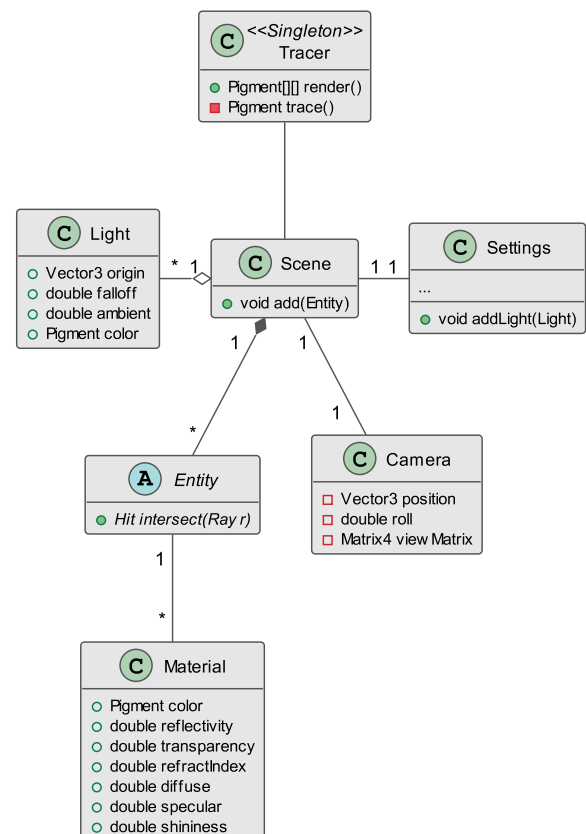 C <<Singleton>>
Tracer
Pigment[][] render()
Pigment trace()
C Light
Vector3 origin
double falloff
double ambient
Pigment color
* 1
C Scene
void add(Entity)
1 1
C Settings
...
void addLight(Light)
1
*
1
1
A Entity
Hit intersect(Ray r)
C Camera
Vector3 position
double roll
Matrix4 view Matrix
1
*
C Material
Pigment color
double reflectivity
double transparency
double refractIndex
double diffuse
double specular
double shininess